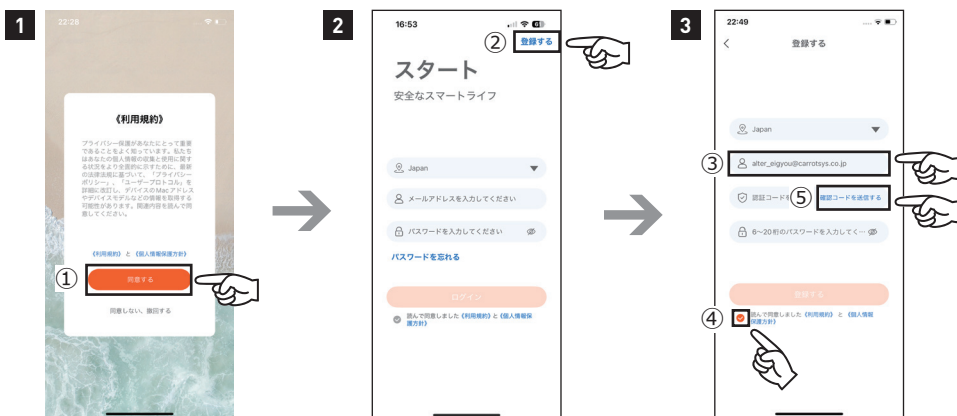 1
22:28
《利用規約》
プライバシー保護があなたにとって重要
であることをよく知っています。私たち
はあなたの個人情報の収集と使用に関す
る状況をより全面的に示すために、最新
の法律法規に基づいて、「プライバシー
ポリシー」、「ユーザープロトコル」を
詳細に改訂し、デバイスのMacアドレス
やデバイスモデルなどの情報を取得する
可能性があります。関連内容を読んで同
意してください。
《利用規約》 と 《個人情報保護方針》
① 同意する
同意しない、撤回する
2
16:53
② 登録する
スタート
安全なスマートライフ
Japan
メールアドレスを入力してください
パスワードを入力してください
パスワードを忘れる
ログイン
読んで同意しました 《利用規約》 と 《個人情報保
護方針》
3
22:49
登録する
Japan
③ alter_eigyou@carrotsys.co.jp
認証コードを ⑤ 確認コードを送信する
6〜20桁のパスワードを入力してく…
登録する
④ 読んで同意しました 《利用規約》 と 《個人情報
保護方針》